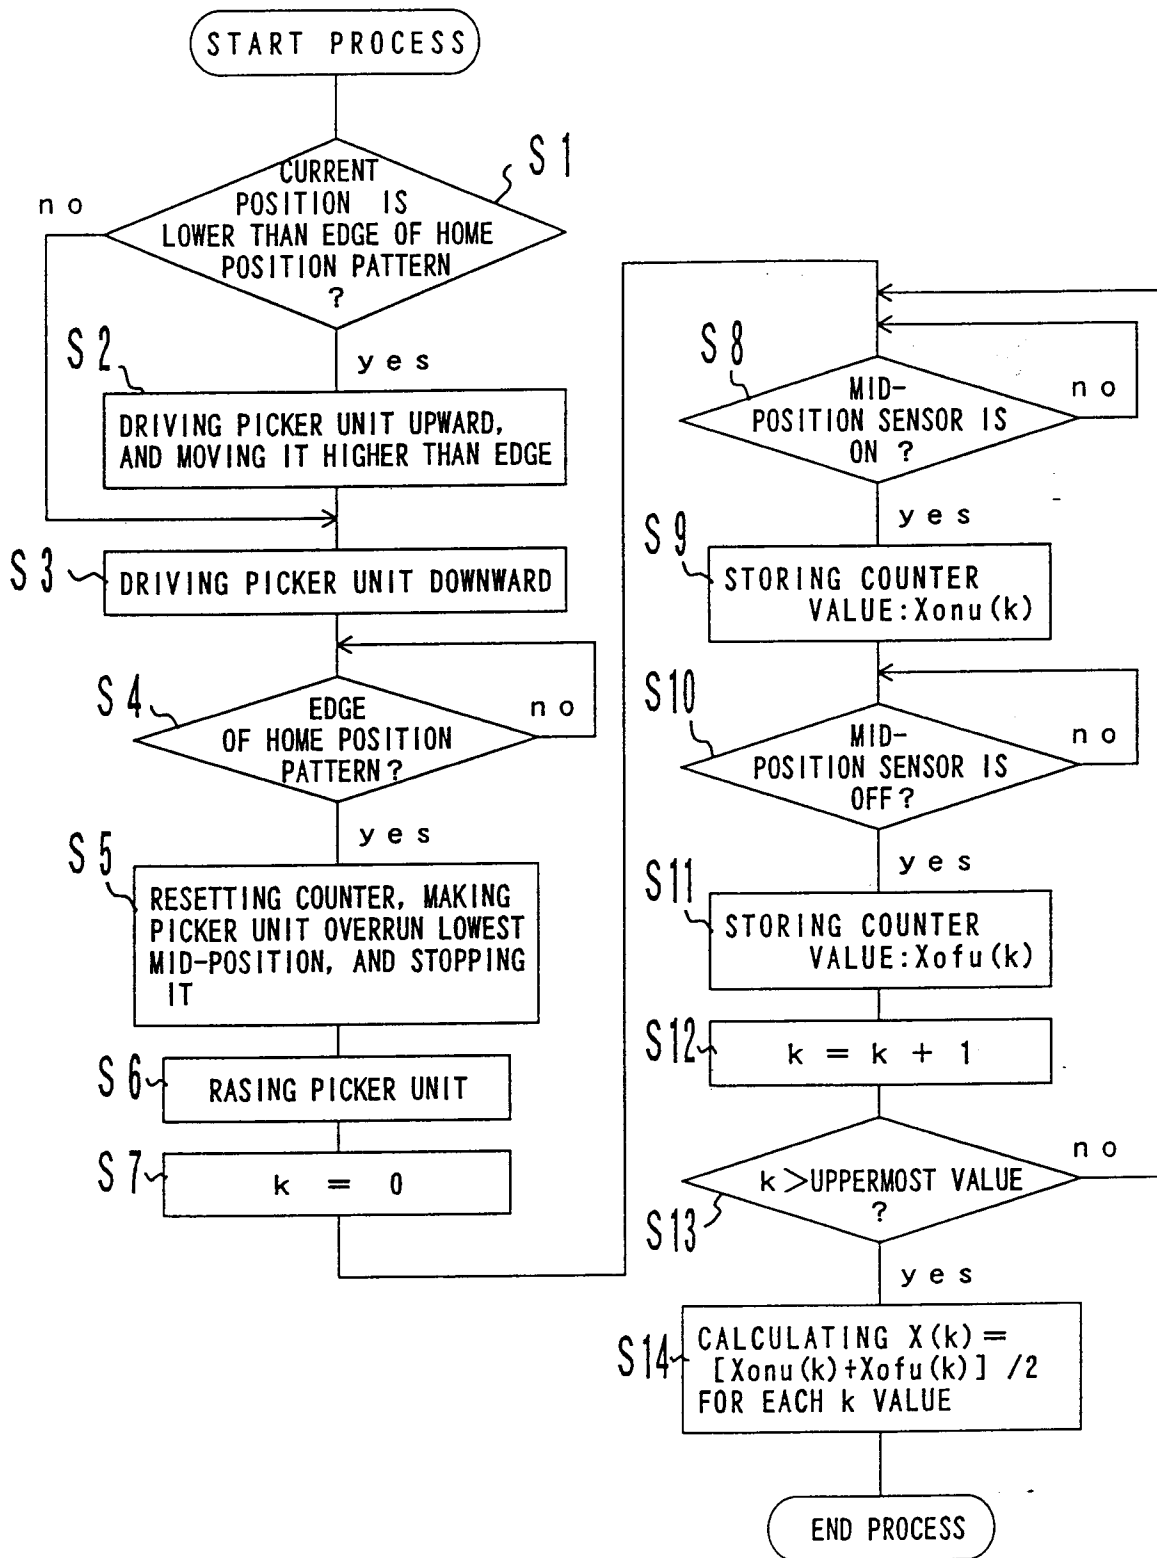 START PROCESS
S1
CURRENT
POSITION IS
LOWER THAN EDGE OF HOME
POSITION PATTERN
?
no
yes
S2
DRIVING PICKER UNIT UPWARD,
AND MOVING IT HIGHER THAN EDGE
S3
DRIVING PICKER UNIT DOWNWARD
S4
EDGE
OF HOME POSITION
PATTERN?
no
yes
S5
RESETTING COUNTER, MAKING
PICKER UNIT OVERRUN LOWEST
MID-POSITION, AND STOPPING
IT
S6
RASING PICKER UNIT
S7
k = 0
S8
MID-
POSITION SENSOR IS
ON ?
no
yes
S9
STORING COUNTER
VALUE:Xonu(k)
S10
MID-
POSITION SENSOR IS
OFF?
no
yes
S11
STORING COUNTER
VALUE:Xofu(k)
S12
k = k + 1
S13
k >UPPERMOST VALUE
?
no
yes
S14
CALCULATING X(k)=
[Xonu(k)+Xofu(k)] /2
FOR EACH k VALUE
END PROCESS